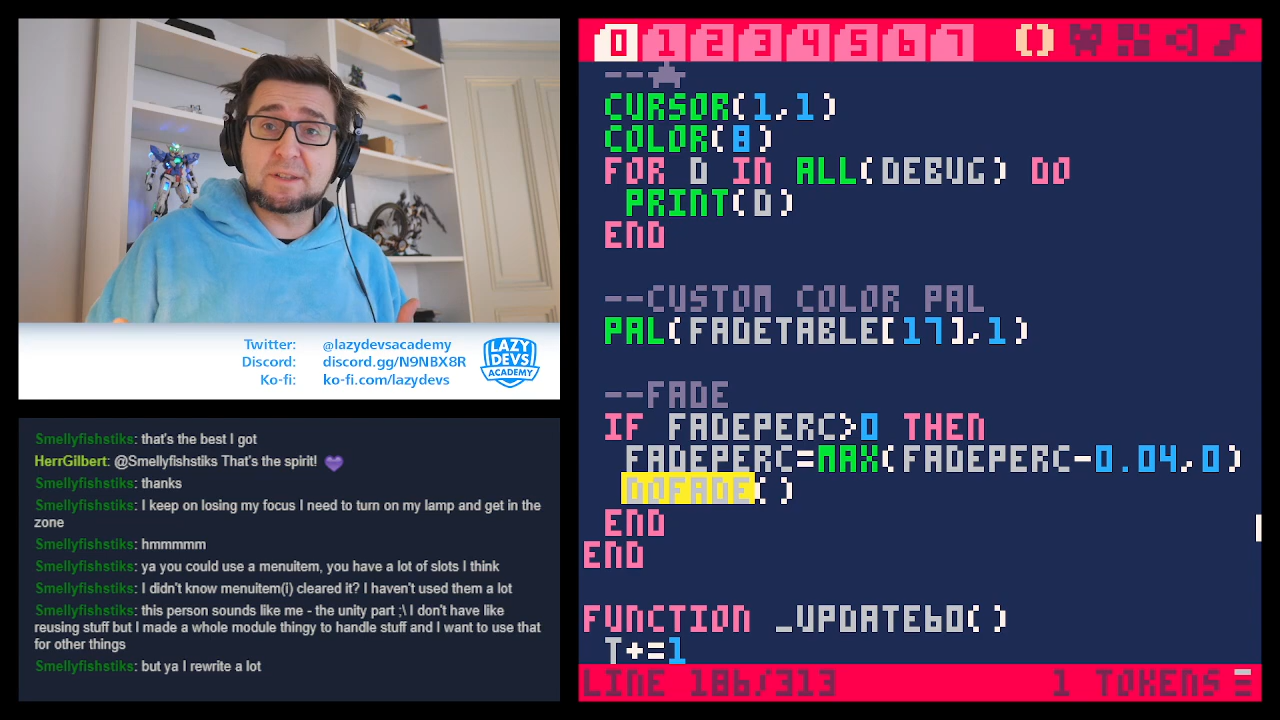 Twitter: @lazydevsacademy
Discord: discord.gg/N9NBX8R
Ko-fi: ko-fi.com/lazydevs
LAZY
DEVS
ACADEMY
Smellyfishstiks: that's the best I got
HerrGilbert: @Smellyfishstiks That's the spirit!
Smellyfishstiks: thanks
Smellyfishstiks: I keep on losing my focus I need to turn on my lamp and get in the
zone
Smellyfishstiks: hmmmmm
Smellyfishstiks: ya you could use a menuitem, you have a lot of slots I think
Smellyfishstiks: I didn't know menuitem(i) cleared it? I haven't used them a lot
Smellyfishstiks: this person sounds like me - the unity part :\ I don't have like
reusing stuff but I made a whole module thingy to handle stuff and I want to use that
for other things
Smellyfishstiks: but ya I rewrite a lot
0 1 2 3 4 5 6 7 ()
--
CURSOR(1,1)
COLOR(8)
FOR D IN ALL(DEBUG) DO
PRINT(D)
END
--CUSTOM COLOR PAL
PAL(FADETABLE[17],1)
--FADE
IF FADEPERC>0 THEN
FADEPERC=MAX(FADEPERC-0.04,0)
DOFADE()
END
END
FUNCTION _UPDATE60()
T+=1
LINE 186/313 1 TOKENS